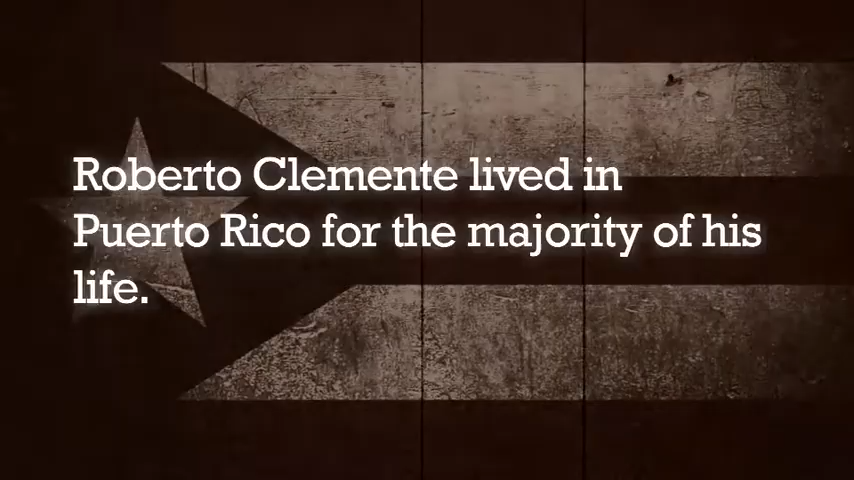 Roberto Clemente lived in
Puerto Rico for the majority of his
life.